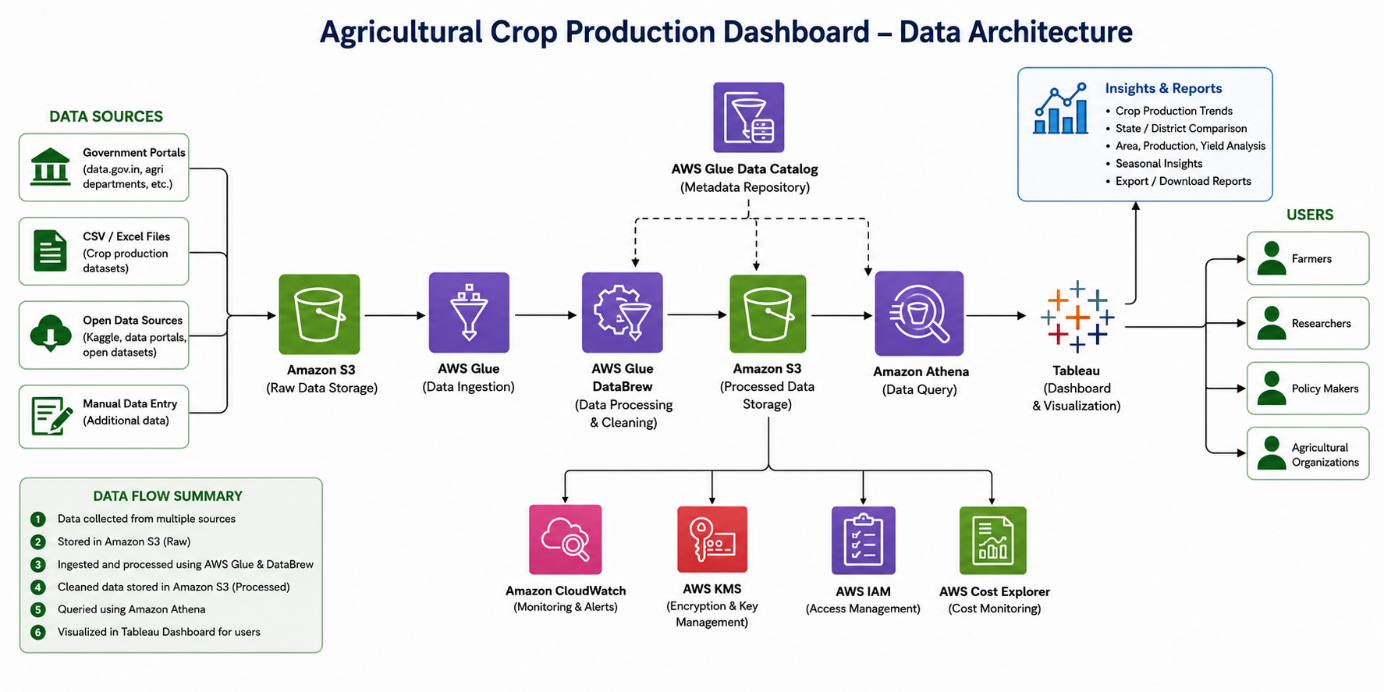 Agricultural Crop Production Dashboard – Data Architecture
DATA SOURCES
Government Portals
(data.gov.in, agri
departments, etc.)
CSV / Excel Files
(Crop production
datasets)
Open Data Sources
(Kaggle, data portals,
open datasets)
Manual Data Entry
(Additional data)
Amazon S3
(Raw Data Storage)
AWS Glue
(Data Ingestion)
AWS Glue
DataBrew
(Data Processing
& Cleaning)
AWS Glue Data Catalog
(Metadata Repository)
Amazon S3
(Processed Data
Storage)
Amazon Athena
(Data Query)
Tableau
(Dashboard
& Visualization)
Insights & Reports
• Crop Production Trends
• State / District Comparison
• Area, Production, Yield Analysis
• Seasonal Insights
• Export / Download Reports
USERS
Farmers
Researchers
Policy Makers
Agricultural
Organizations
Amazon CloudWatch
(Monitoring & Alerts)
AWS KMS
(Encryption & Key
Management)
AWS IAM
(Access Management)
AWS Cost Explorer
(Cost Monitoring)
DATA FLOW SUMMARY
1 Data collected from multiple sources
2 Stored in Amazon S3 (Raw)
3 Ingested and processed using AWS Glue & DataBrew
4 Cleaned data stored in Amazon S3 (Processed)
5 Queried using Amazon Athena
6 Visualized in Tableau Dashboard for users